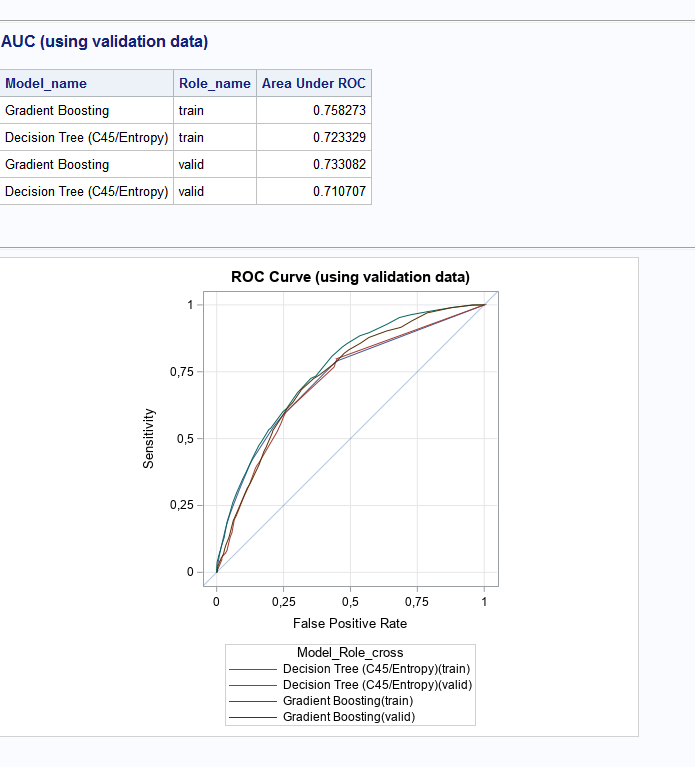 AUC (using validation data)
Model_name Role_name Area Under ROC
Gradient Boosting train 0.758273
Decision Tree (C45/Entropy) train 0.723329
Gradient Boosting valid 0.733082
Decision Tree (C45/Entropy) valid 0.710707
ROC Curve (using validation data)
1
0,75
0,5
0,25
0
Sensitivity
0 0,25 0,5 0,75 1
False Positive Rate
Model_Role_cross
Decision Tree (C45/Entropy)(train)
Decision Tree (C45/Entropy)(valid)
Gradient Boosting(train)
Gradient Boosting(valid)